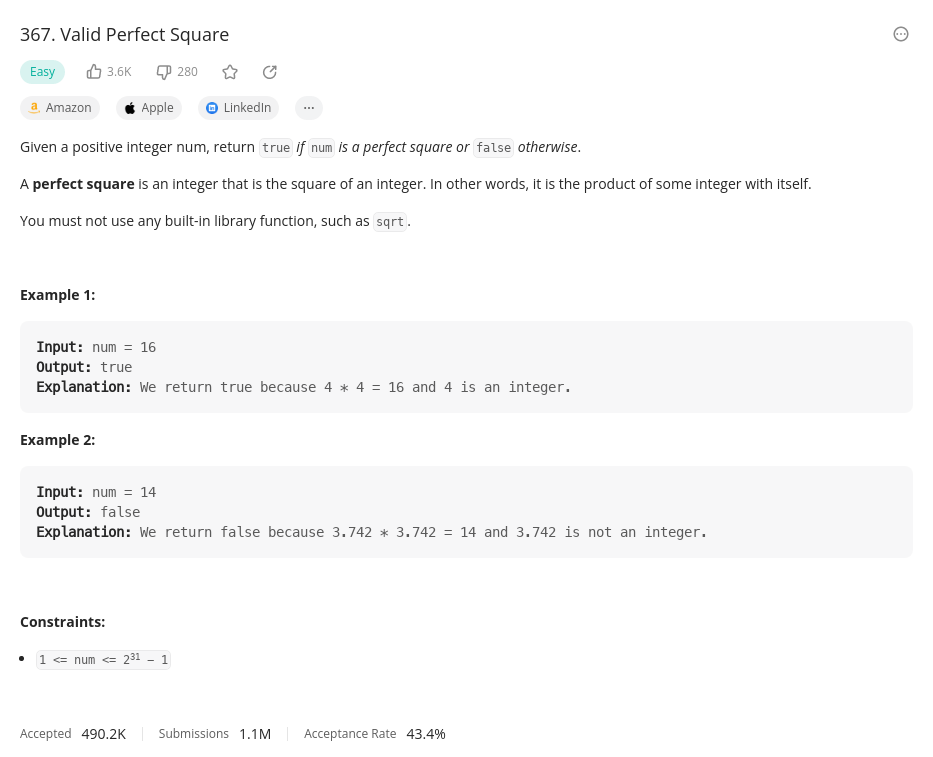 367. Valid Perfect Square
Easy 3.6K 280
Amazon Apple LinkedIn ...
Given a positive integer num, return true if num is a perfect square or false otherwise.
A perfect square is an integer that is the square of an integer. In other words, it is the product of some integer with itself.
You must not use any built-in library function, such as sqrt.
Example 1:
Input: num = 16
Output: true
Explanation: We return true because 4 * 4 = 16 and 4 is an integer.
Example 2:
Input: num = 14
Output: false
Explanation: We return false because 3.742 * 3.742 = 14 and 3.742 is not an integer.
Constraints:
• 1 <= num <= 2³¹ − 1
Accepted 490.2K Submissions 1.1M Acceptance Rate 43.4%